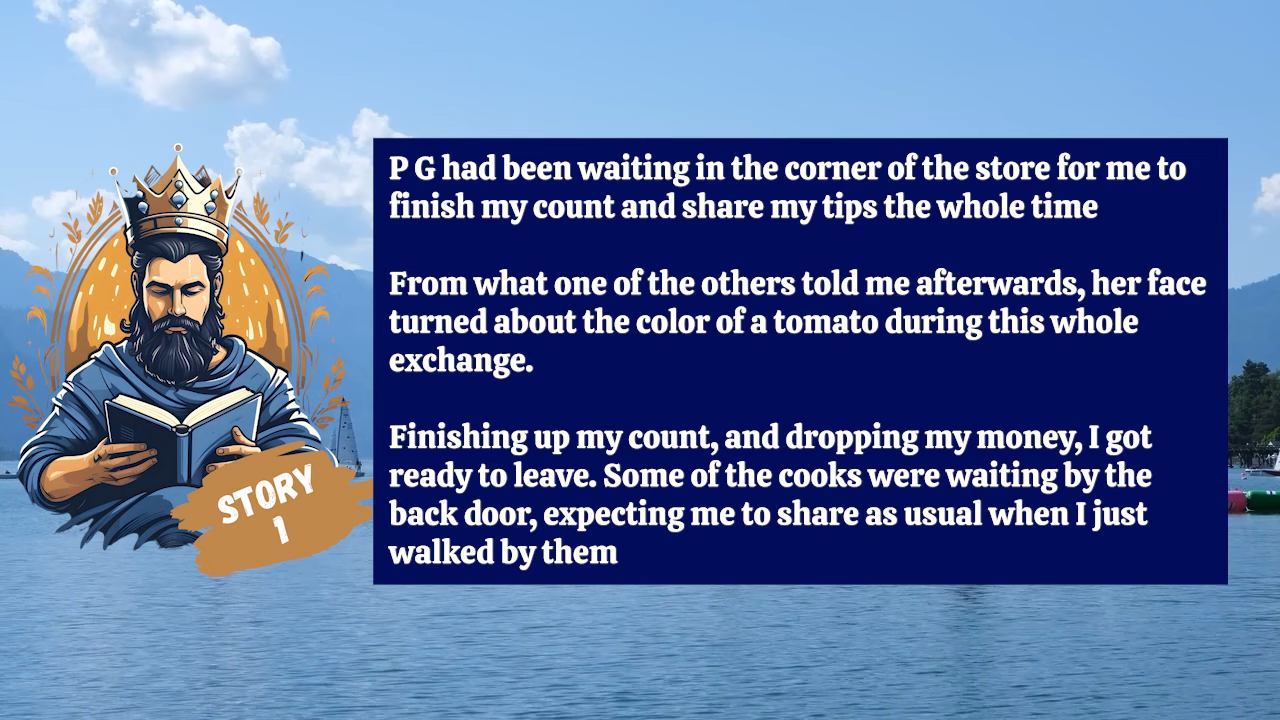 P G had been waiting in the corner of the store for me to
finish my count and share my tips the whole time
From what one of the others told me afterwards, her face
turned about the color of a tomato during this whole
exchange.
Finishing up my count, and dropping my money, I got
ready to leave. Some of the cooks were waiting by the
back door, expecting me to share as usual when I just
walked by them
STORY
1